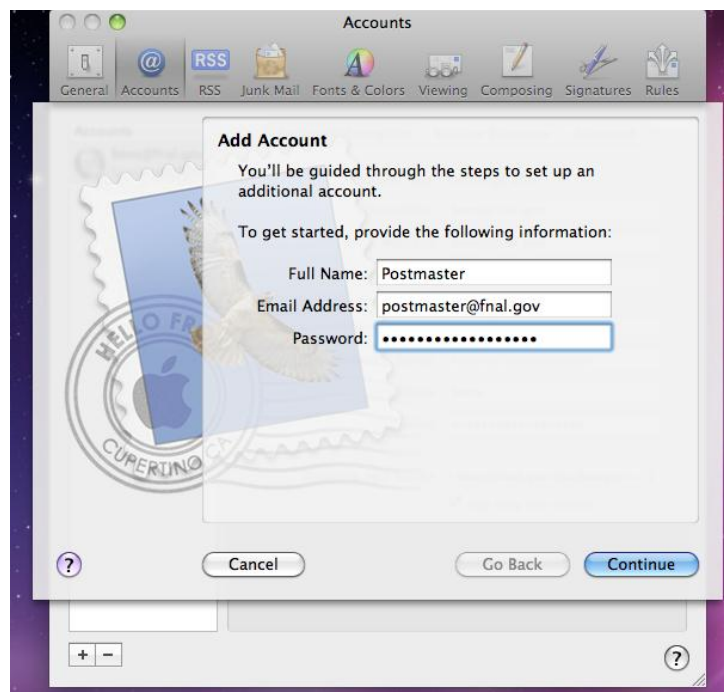 Accounts
RSS
General Accounts RSS Junk Mail Fonts & Colors Viewing Composing Signatures Rules
Add Account
You'll be guided through the steps to set up an
additional account.
To get started, provide the following information:
Full Name: Postmaster
Email Address: postmaster@fnal.gov
Password: ••••••••••••••••••
HELLO FR
CUPERTINO CA
? Cancel Go Back Continue
+ − ?